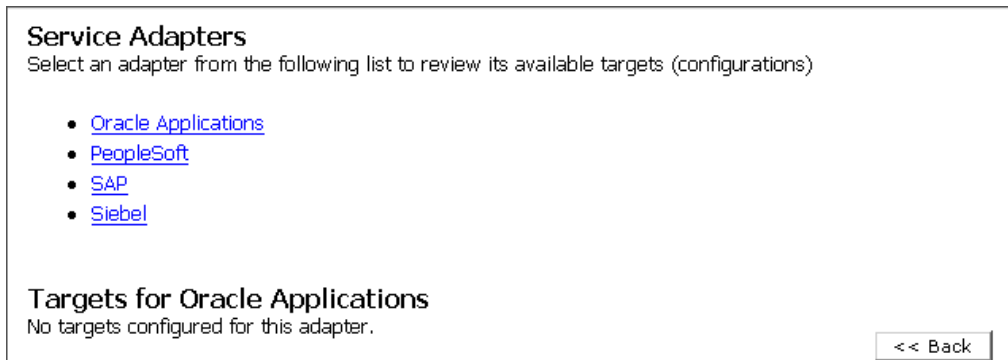 Service Adapters
Select an adapter from the following list to review its available targets (configurations)
• Oracle Applications
• PeopleSoft
• SAP
• Siebel
Targets for Oracle Applications
No targets configured for this adapter.
<< Back